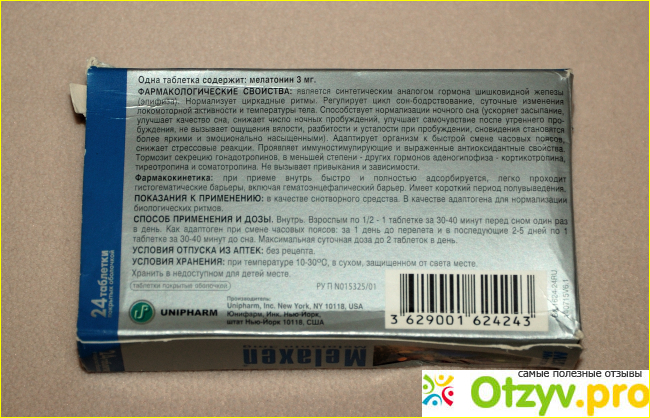 Одна таблетка содержит: мелатонин 3 мг.
ФАРМАКОЛОГИЧЕСКИЕ СВОЙСТВА: является синтетическим аналогом гормона шишковидной железы
(эпифиза). Нормализует циркадные ритмы. Регулирует цикл сон-бодрствование, суточные изменения
локомоторной активности и температуры тела. Способствует нормализации ночного сна (ускоряет засыпание,
улучшает качество сна, снижает число ночных пробуждений, улучшает самочувствие после утреннего про-
буждения, не вызывает ощущения вялости, разбитости и усталости при пробуждении, сновидения становятся
более яркими и эмоционально насыщенными). Адаптирует организм к быстрой смене часовых поясов,
снижает стрессовые реакции. Проявляет иммуностимулирующие и выраженные антиоксидантные свойства.
Тормозит секрецию гонадотропинов, в меньшей степени - других гормонов аденогипофиза - кортикотропина,
тиреотропина и соматотропина. Не вызывает привыкания и зависимости.
Фармакокинетика: при приеме внутрь быстро и полностью адсорбируется, легко проходит
гистогематические барьеры, включая гематоэнцефалический барьер. Имеет короткий период полувыведения.
ПОКАЗАНИЯ К ПРИМЕНЕНИЮ: в качестве снотворного средства. В качестве адаптогена для нормализации
биологических ритмов.
СПОСОБ ПРИМЕНЕНИЯ И ДОЗЫ. Внутрь. Взрослым по 1/2 - 1 таблетке за 30-40 минут перед сном один раз
в день. Как адаптоген при смене часовых поясов: за 1 день до перелета и в последующие 2-5 дней по 1
таблетке за 30-40 минут до сна. Максимальная суточная доза до 2 таблеток в день.
УСЛОВИЯ ОТПУСКА ИЗ АПТЕК: без рецепта.
УСЛОВИЯ ХРАНЕНИЯ: при температуре 10-30ºС, в сухом, защищенном от света месте.
Хранить в недоступном для детей месте.
таблетки покрытые оболочкой
РУ П N015325/01
UNIPHARM
Производитель:
Unipharm, Inc. New York, NY 10118, USA
Юнифарм, Инк. Нью-Йорк,
штат Нью-Йорк 10118, США
3 629001 624243
24 таблетки
покрытые оболочкой
Melaxen
самые полезные отзывы
Otzyv.pro